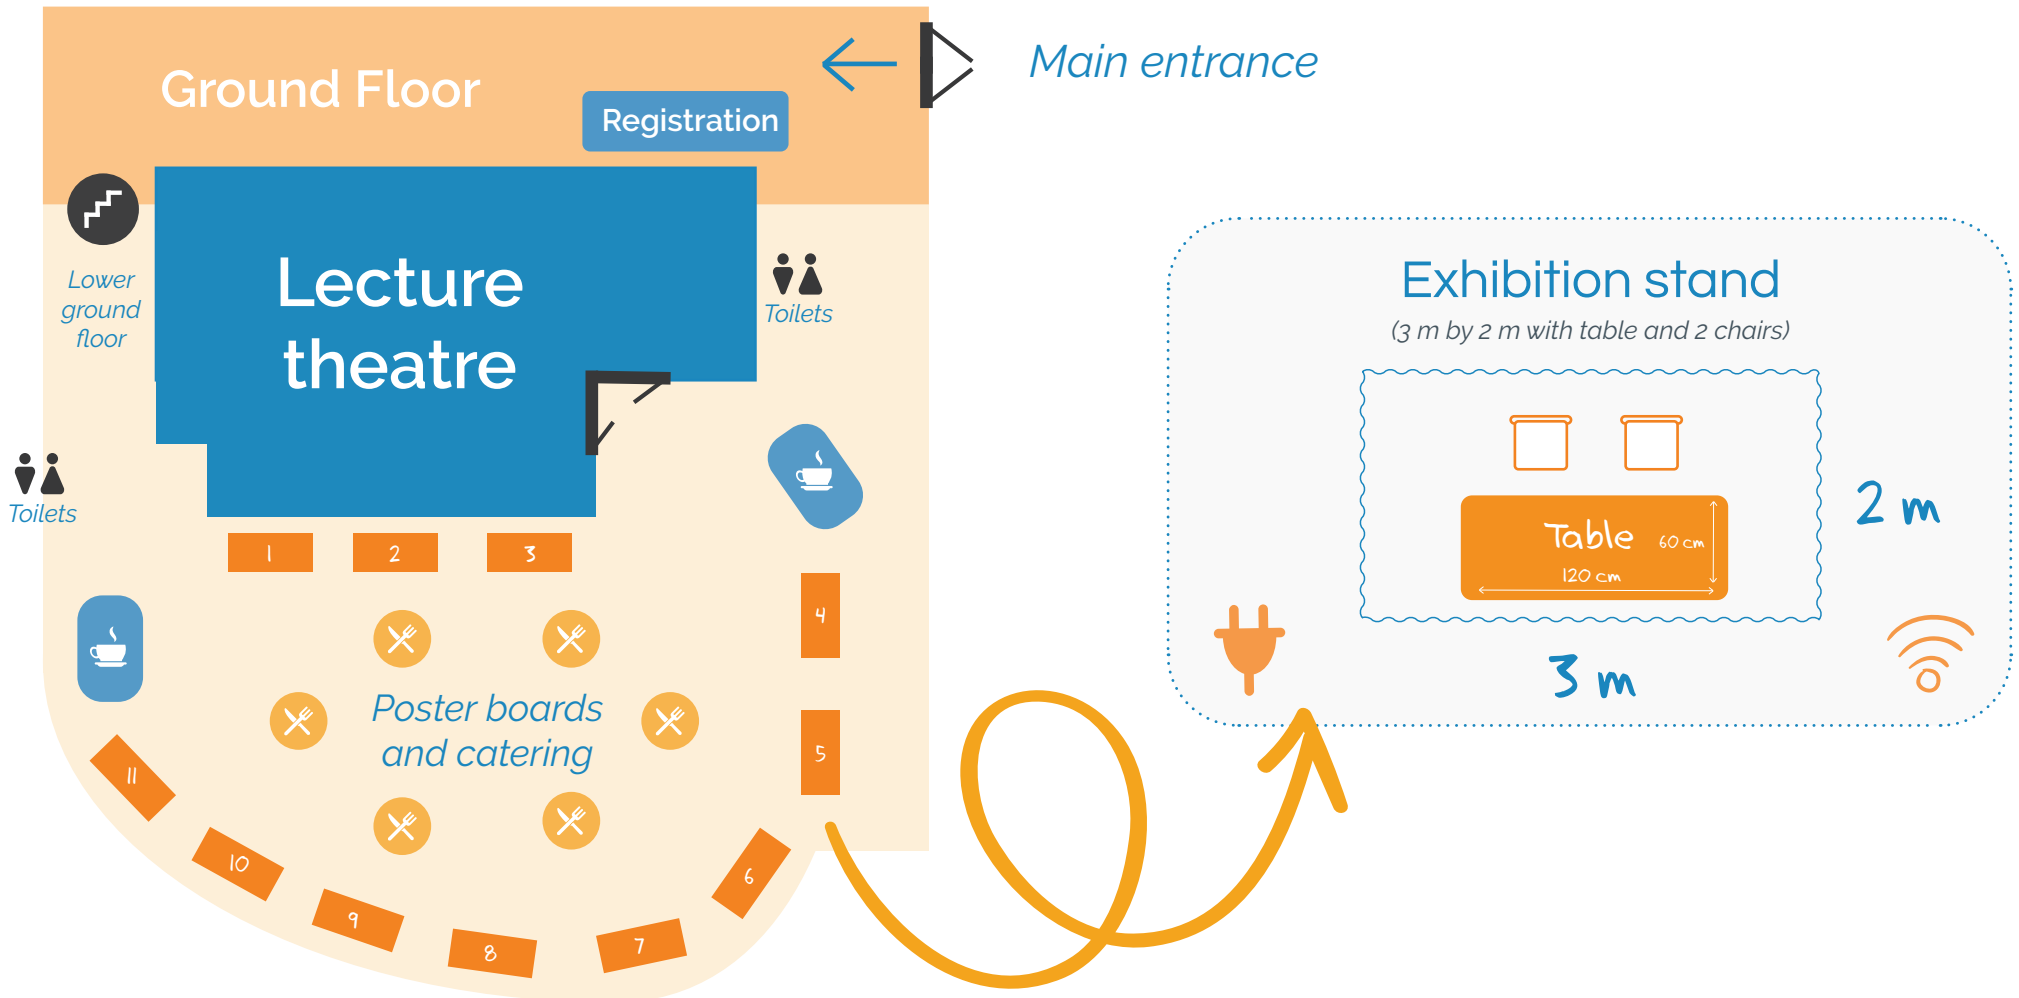 Ground Floor
Main entrance
Registration
Lecture
theatre
Toilets
Lower
ground
floor
Toilets
1
2
3
4
5
6
7
8
9
10
11
Poster boards
and catering
Exhibition stand
(3 m by 2 m with table and 2 chairs)
Table
60 cm
120 cm
2 m
3 m